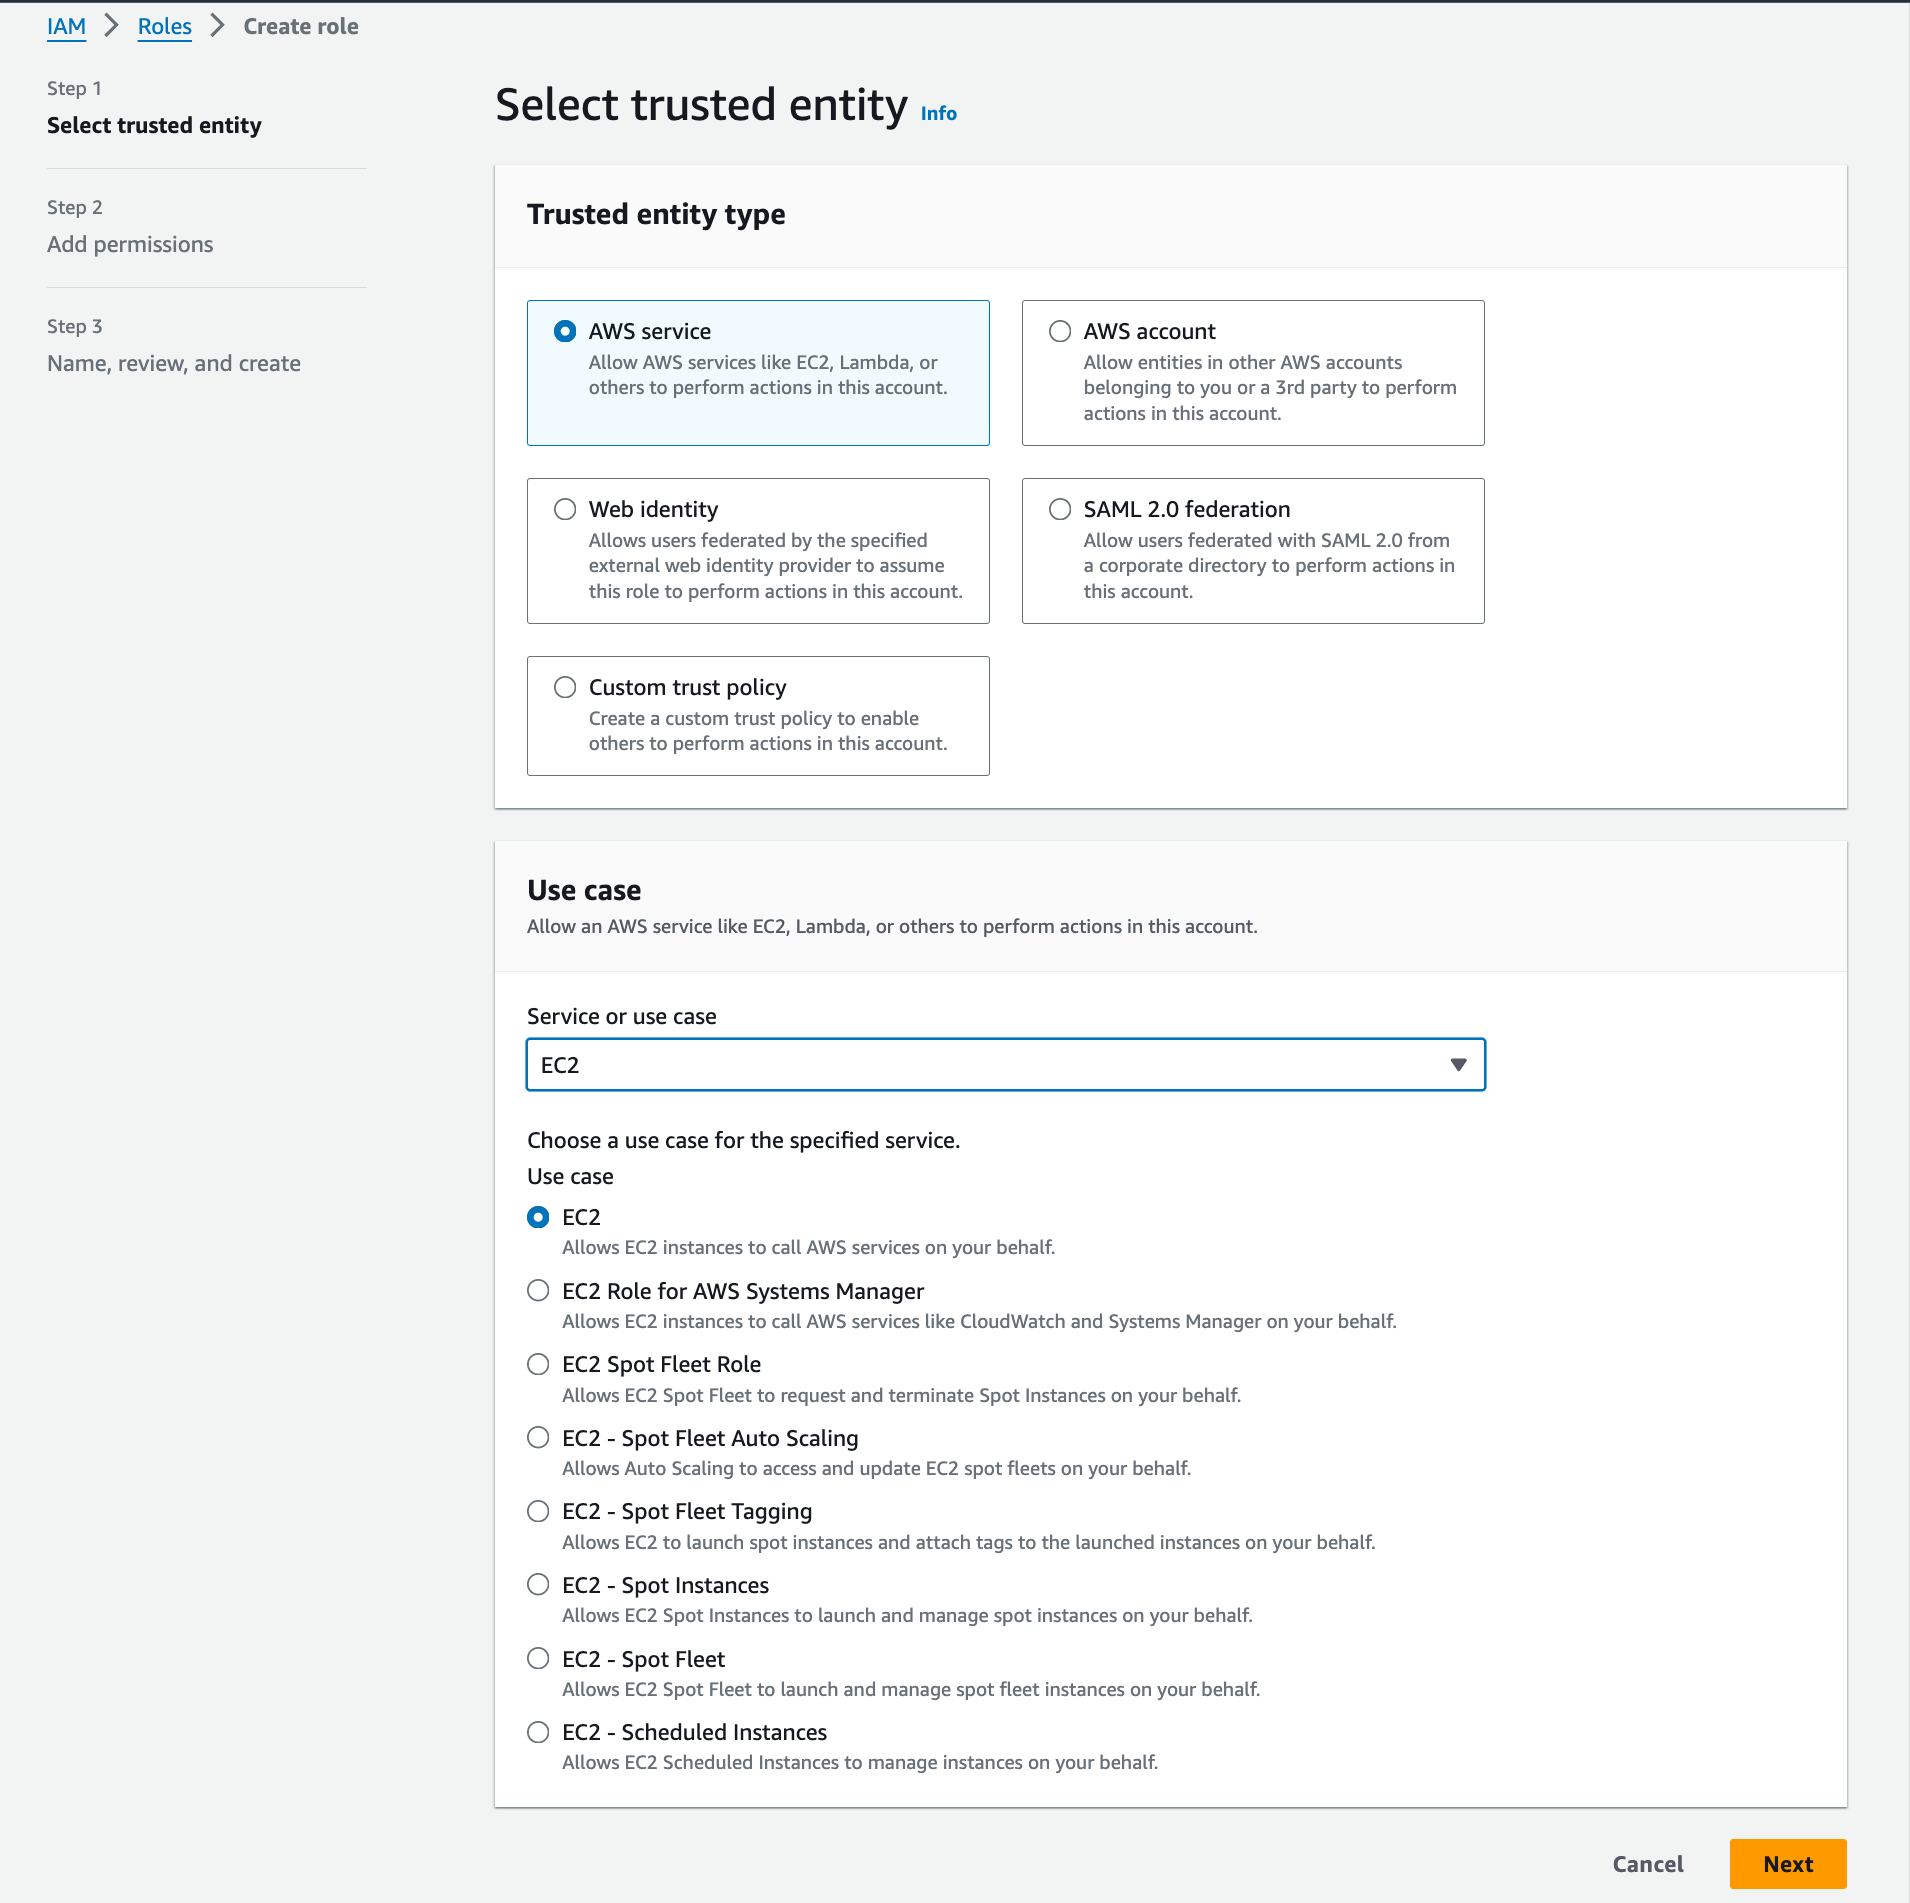 IAM > Roles > Create role
Step 1
Select trusted entity
Step 2
Add permissions
Step 3
Name, review, and create
Select trusted entity Info
Trusted entity type
AWS service
Allow AWS services like EC2, Lambda, or
others to perform actions in this account.
AWS account
Allow entities in other AWS accounts
belonging to you or a 3rd party to perform
actions in this account.
Web identity
Allows users federated by the specified
external web identity provider to assume
this role to perform actions in this account.
SAML 2.0 federation
Allow users federated with SAML 2.0 from
a corporate directory to perform actions in
this account.
Custom trust policy
Create a custom trust policy to enable
others to perform actions in this account.
Use case
Allow an AWS service like EC2, Lambda, or others to perform actions in this account.
Service or use case
EC2
Choose a use case for the specified service.
Use case
EC2
Allows EC2 instances to call AWS services on your behalf.
EC2 Role for AWS Systems Manager
Allows EC2 instances to call AWS services like CloudWatch and Systems Manager on your behalf.
EC2 Spot Fleet Role
Allows EC2 Spot Fleet to request and terminate Spot Instances on your behalf.
EC2 - Spot Fleet Auto Scaling
Allows Auto Scaling to access and update EC2 spot fleets on your behalf.
EC2 - Spot Fleet Tagging
Allows EC2 to launch spot instances and attach tags to the launched instances on your behalf.
EC2 - Spot Instances
Allows EC2 Spot Instances to launch and manage spot instances on your behalf.
EC2 - Spot Fleet
Allows EC2 Spot Fleet to launch and manage spot fleet instances on your behalf.
EC2 - Scheduled Instances
Allows EC2 Scheduled Instances to manage instances on your behalf.
Cancel
Next